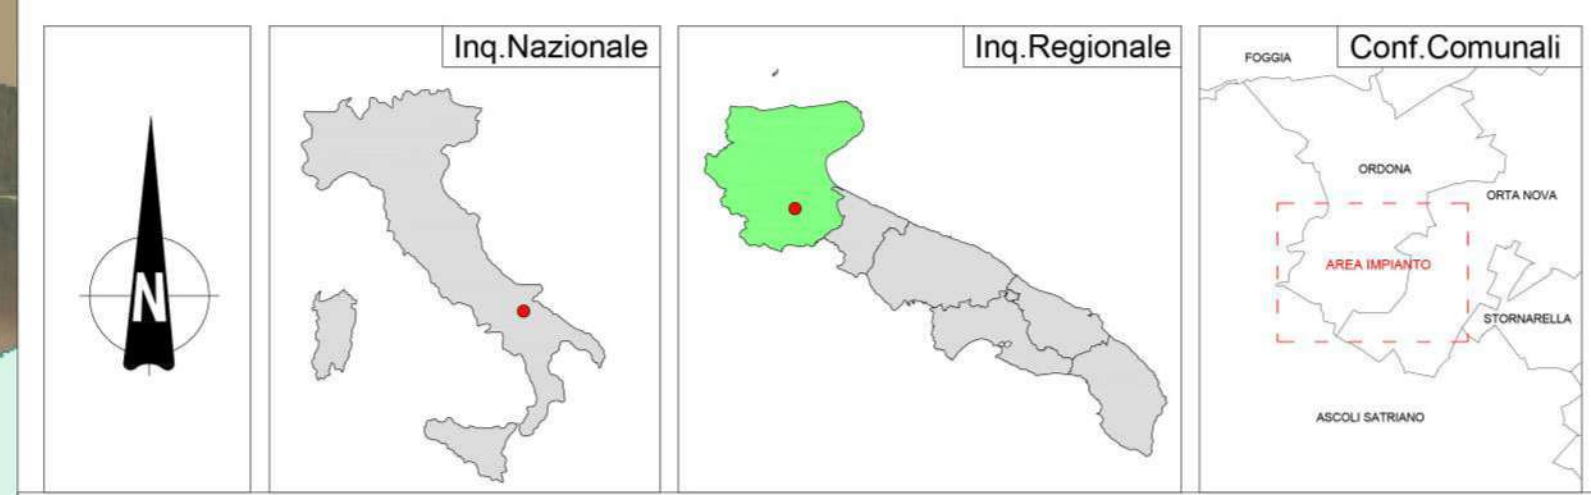 N
Inq.Nazionale
Inq.Regionale
Conf.Comunali
FOGGIA
ORDONA
ORTA NOVA
AREA IMPIANTO
STORNARELLA
ASCOLI SATRIANO